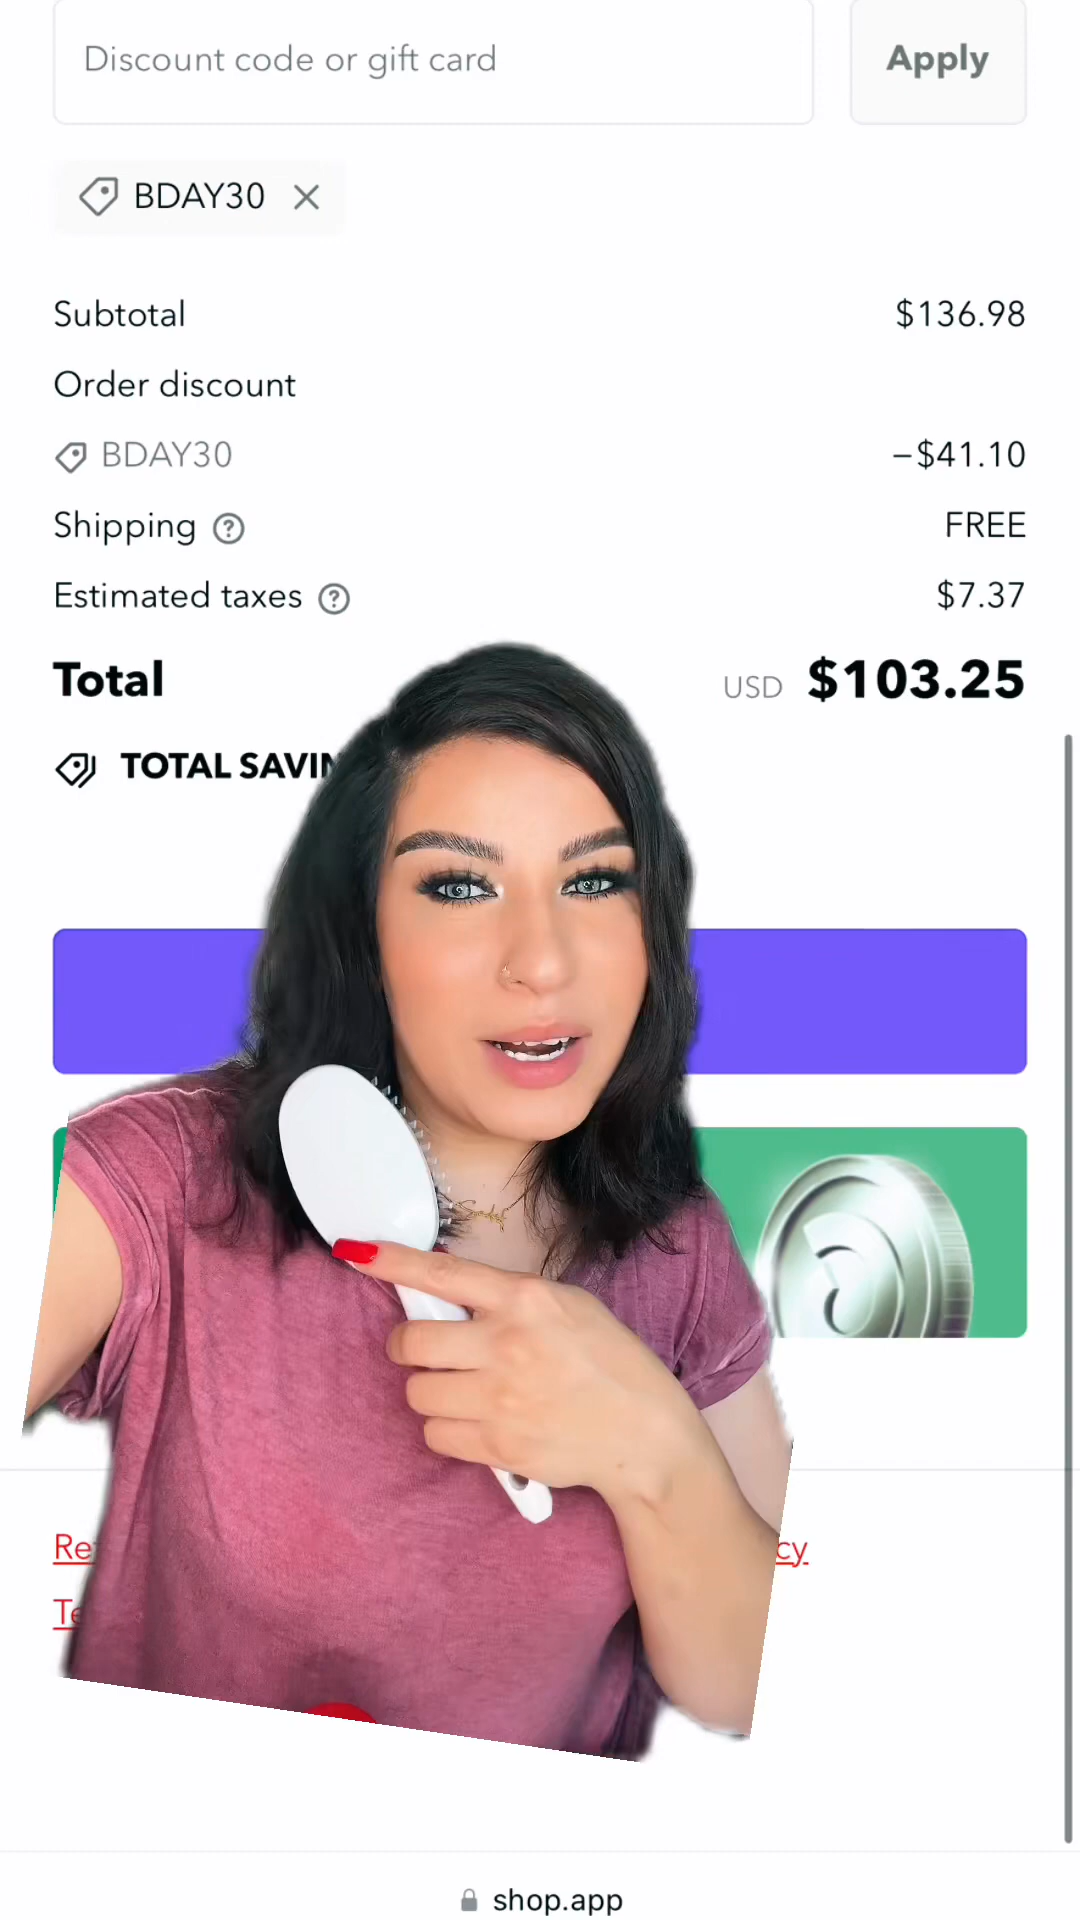 Discount code or gift card Apply
BDAY30
Subtotal $136.98
Order discount
BDAY30 −$41.10
Shipping FREE
Estimated taxes $7.37
Total USD $103.25
TOTAL
shop.app